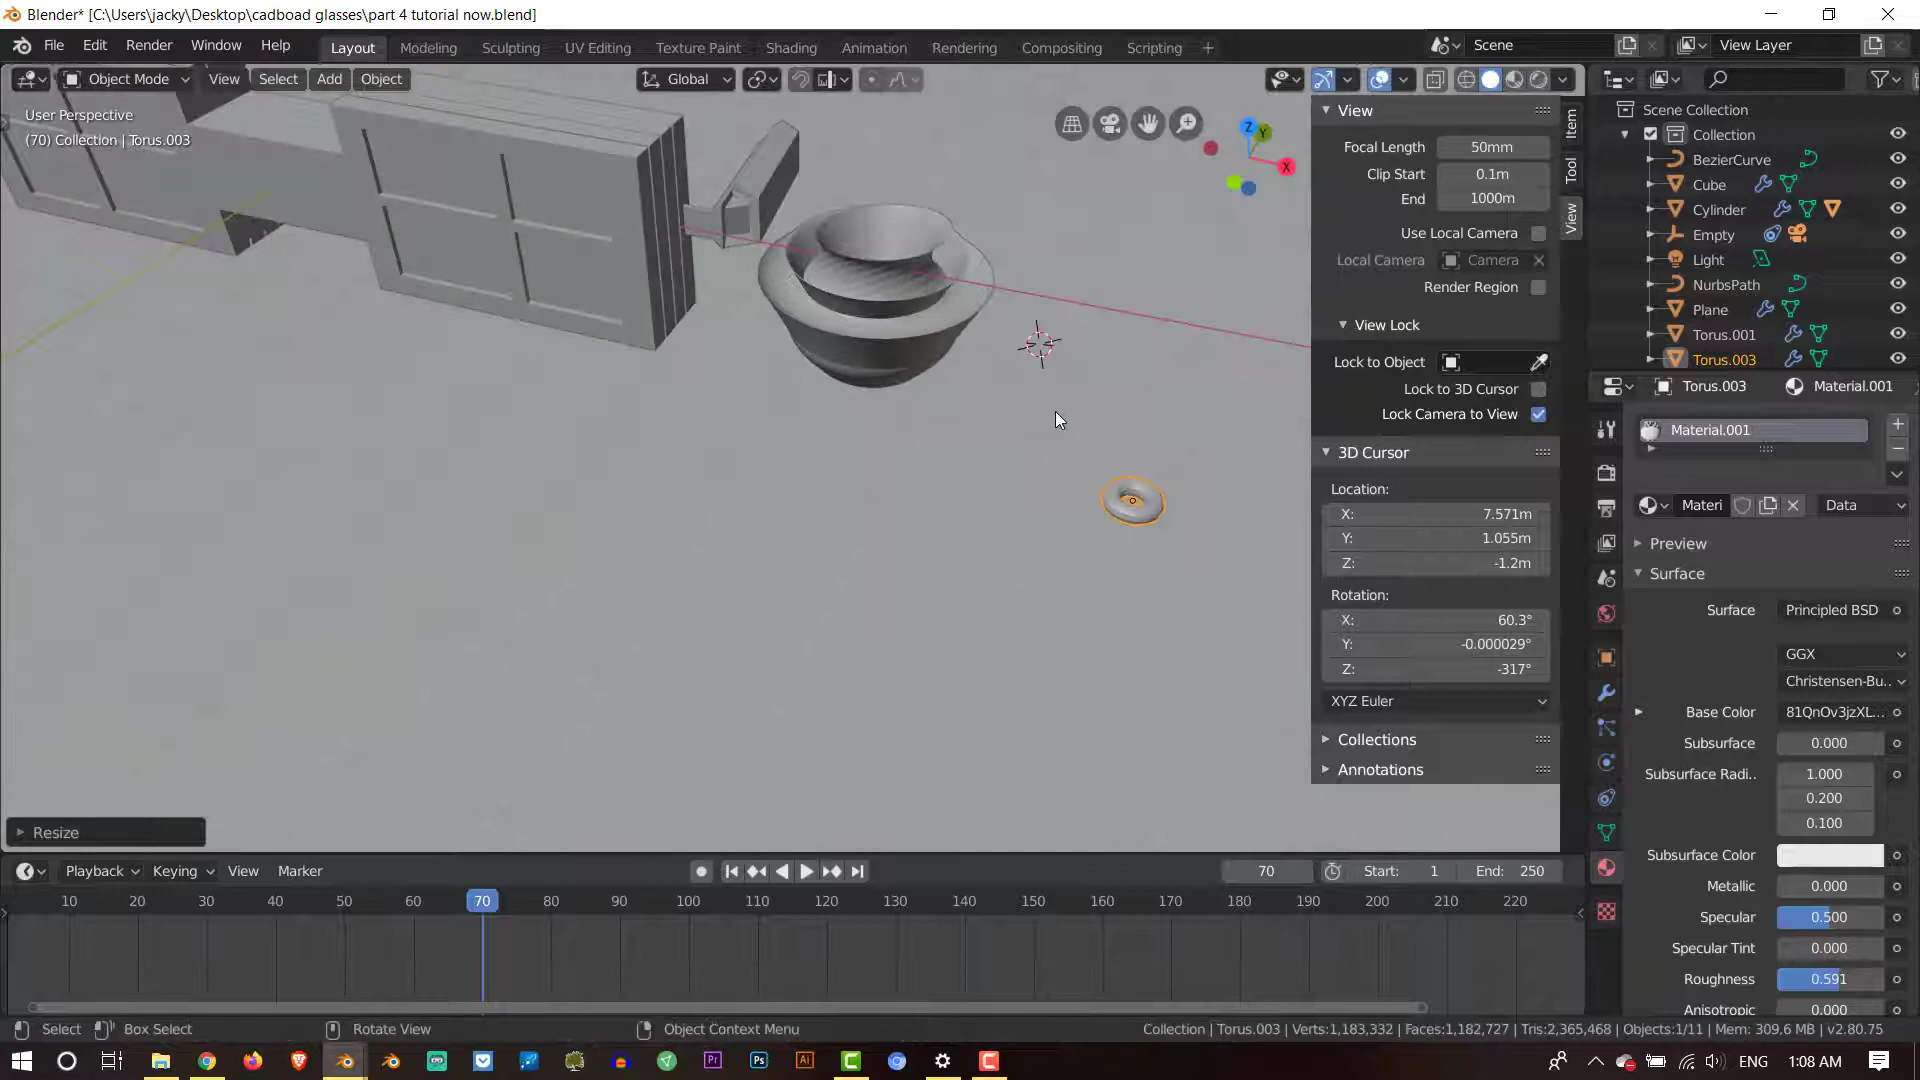 Blender* [C:\Users\jacky\Desktop\cadboad glasses\part 4 tutorial now.blend]
File Edit Render Window Help
Layout Modeling Sculpting UV Editing Texture Paint Shading Animation Rendering Compositing Scripting +
Scene
View Layer
Object Mode View Select Add Object
Global
User Perspective
(70) Collection | Torus.003
Z
Y
X
View
Focal Length 50mm
Clip Start 0.1m
End 1000m
Use Local Camera
Local Camera Camera
Render Region
View Lock
Lock to Object
Lock to 3D Cursor
Lock Camera to View
3D Cursor
Location:
X: 7.571m
Y: 1.055m
Z: -1.2m
Rotation:
X: 60.3°
Y: -0.000029°
Z: -317°
XYZ Euler
Collections
Annotations
Item
Tool
View
Scene Collection
Collection
BezierCurve
Cube
Cylinder
Empty
Light
NurbsPath
Plane
Torus.001
Torus.003
Torus.003 Material.001
Material.001
Materi Data
Preview
Surface
Surface Principled BSD
GGX
Christensen-Bu..
Base Color 81QnOv3jzXL...
Subsurface 0.000
Subsurface Radi.. 1.000
0.200
0.100
Subsurface Color
Metallic 0.000
Specular 0.500
Specular Tint 0.000
Roughness 0.591
Anisotropic 0.000
Resize
Playback Keying View Marker
70 Start: 1 End: 250
10 20 30 40 50 60 70 80 90 100 110 120 130 140 150 160 170 180 190 200 210 220
Select Box Select Rotate View Object Context Menu
Collection | Torus.003 | Verts:1,183,332 | Faces:1,182,727 | Tris:2,365,468 | Objects:1/11 | Mem: 309.6 MB | v2.80.75
Pr Ps Ai
ENG 1:08 AM